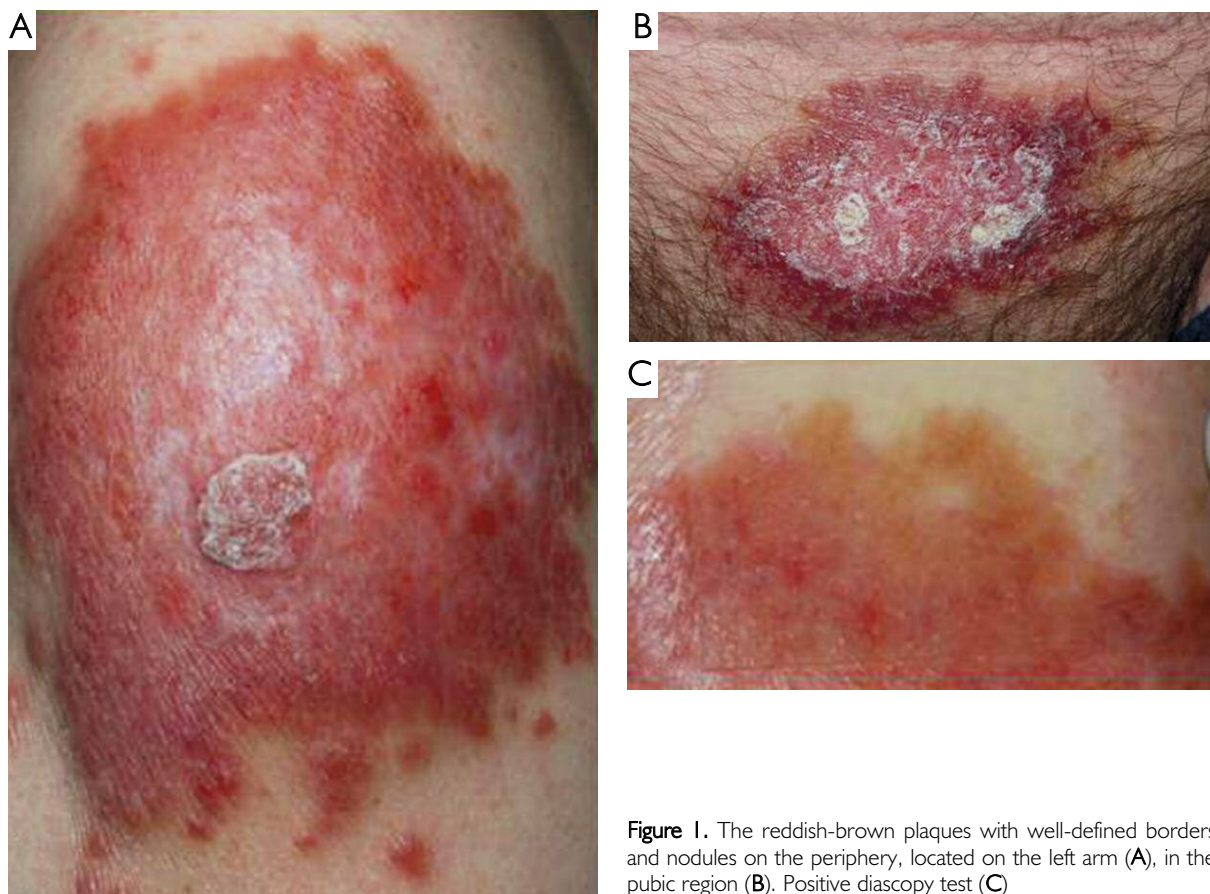 A
B
C
Figure 1. The reddish-brown plaques with well-defined borders
and nodules on the periphery, located on the left arm (A), in the
pubic region (B). Positive diascopy test (C)